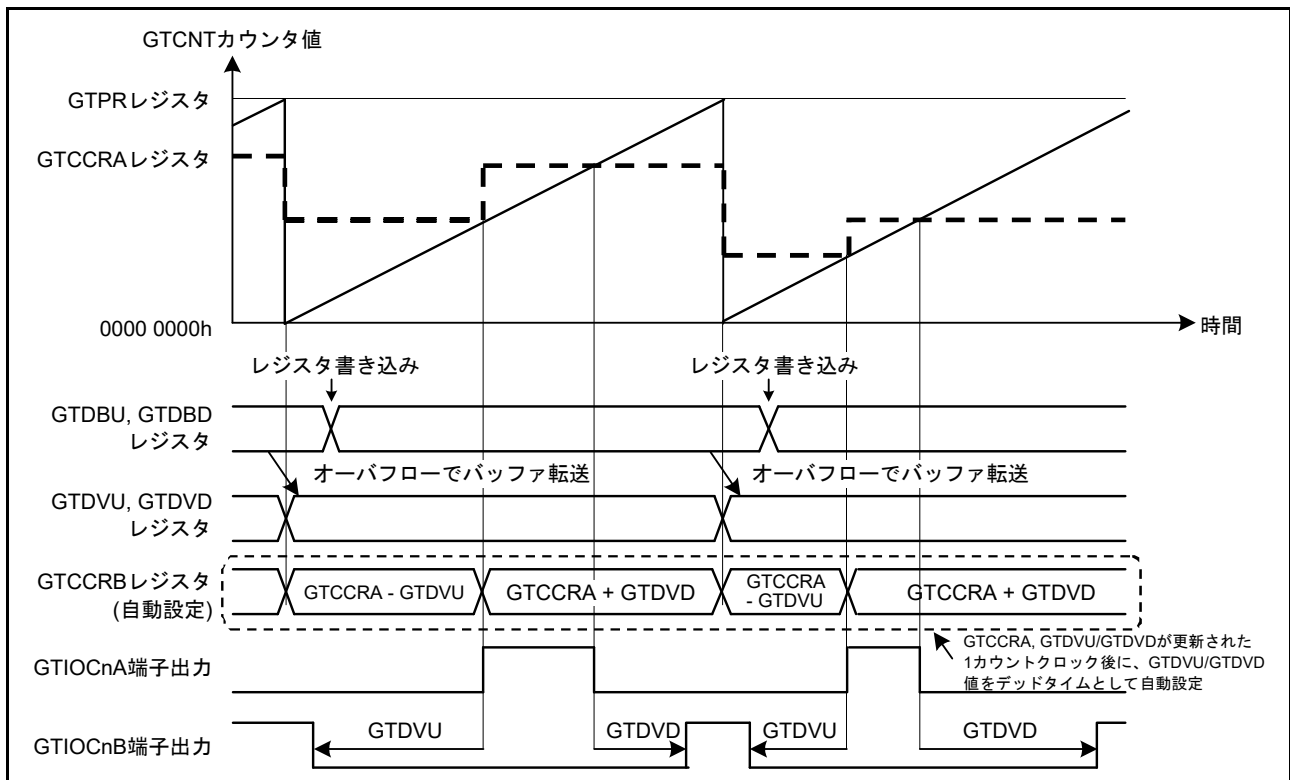 GTCNTカウンタ値
GTPRレジスタ
GTCCRAレジスタ
0000 0000h
時間
レジスタ書き込み
レジスタ書き込み
GTDBU, GTDBD
レジスタ
オーバフローでバッファ転送
オーバフローでバッファ転送
GTDVU, GTDVD
レジスタ
GTCCRBレジスタ
(自動設定)
GTCCRA - GTDVU
GTCCRA + GTDVD
GTCCRA
- GTDVU
GTCCRA + GTDVD
GTCCRA, GTDVU/GTDVDが更新された
1カウントクロック後に、GTDVU/GTDVD
値をデッドタイムとして自動設定
GTIOCnA端子出力
GTIOCnB端子出力
GTDVU
GTDVD
GTDVU
GTDVD